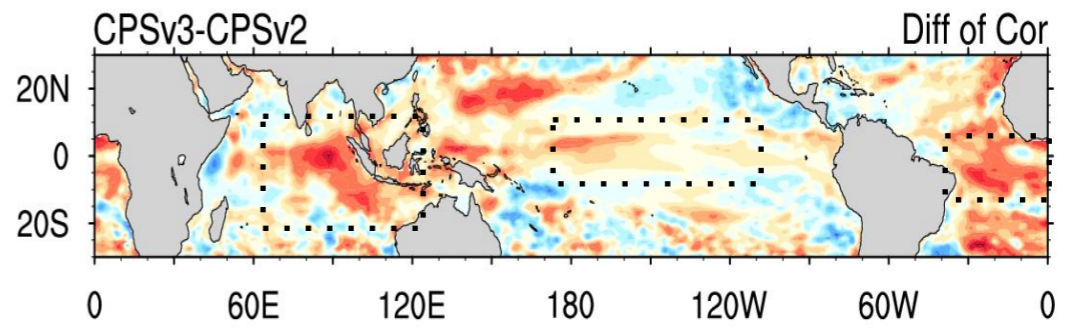 CPSv3-CPSv2 Diff of Cor
20N
0
20S
0 60E 120E 180 120W 60W 0